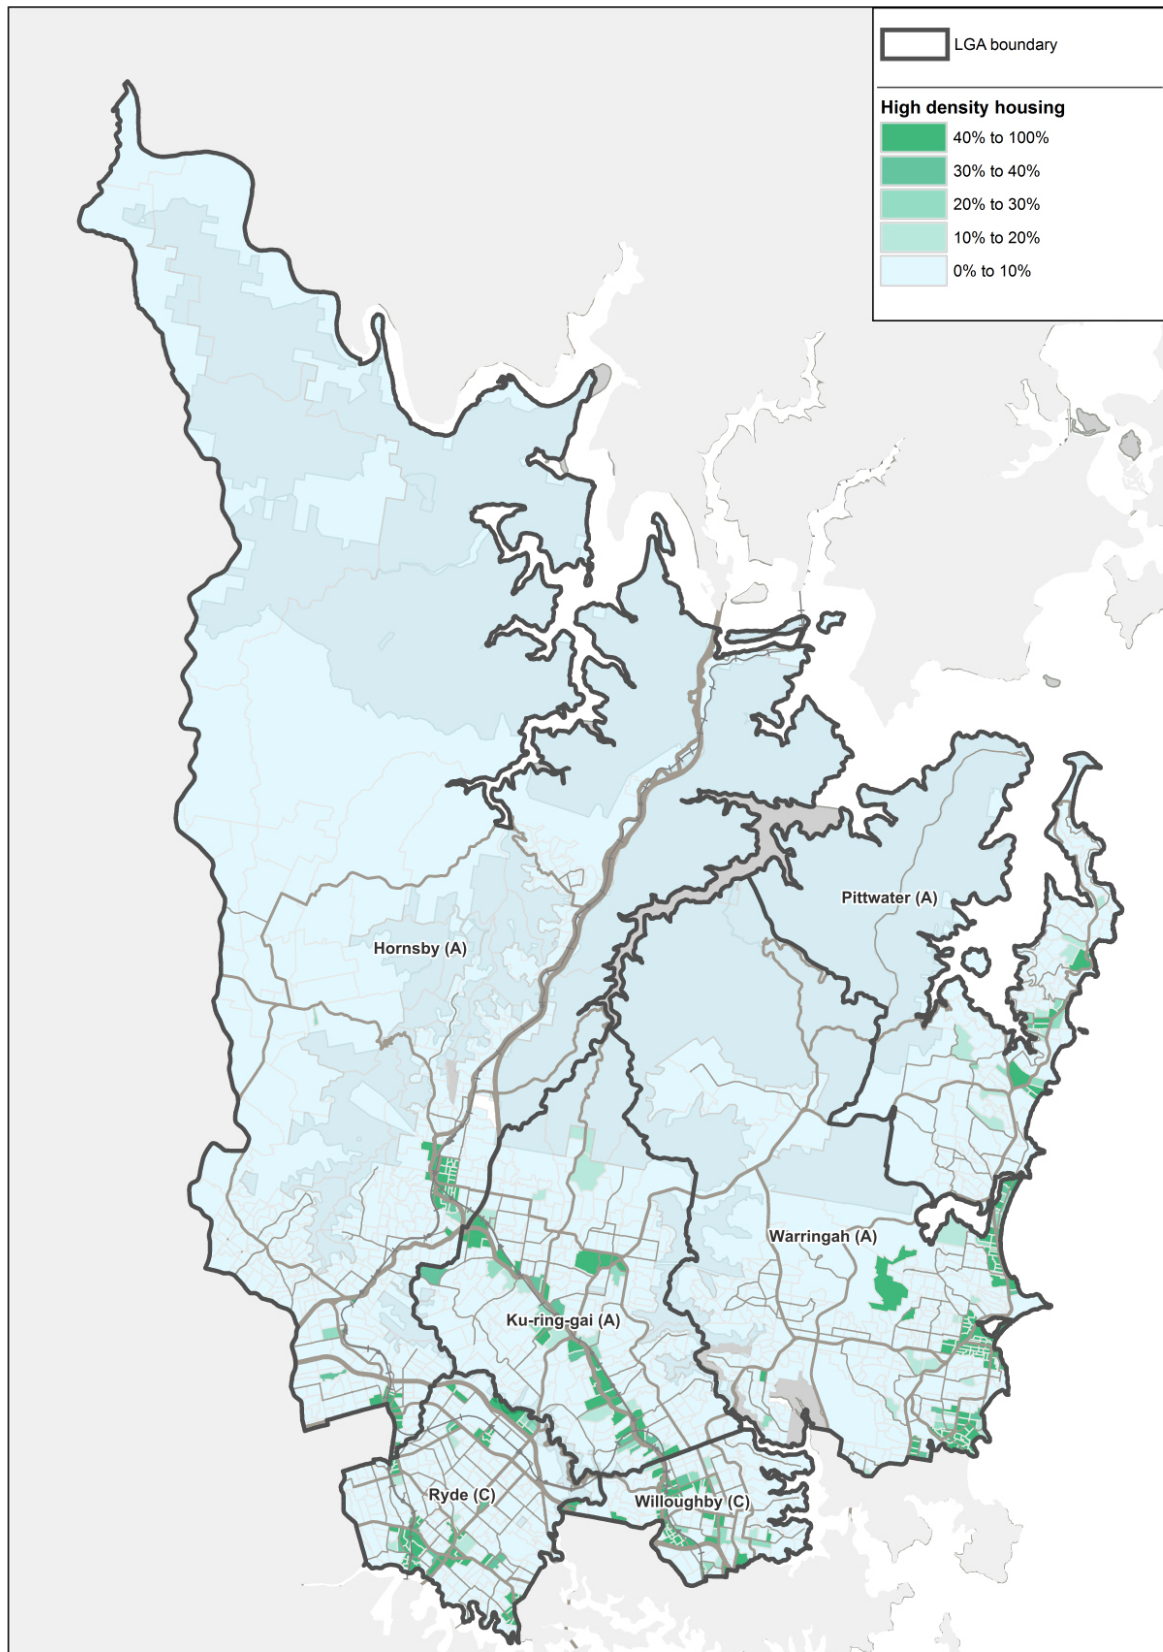 LGA boundary
High density housing
40% to 100%
30% to 40%
20% to 30%
10% to 20%
0% to 10%
Pittwater (A)
Hornsby (A)
Warringah (A)
Ku-ring-gai (A)
Ryde (C)
Willoughby (C)